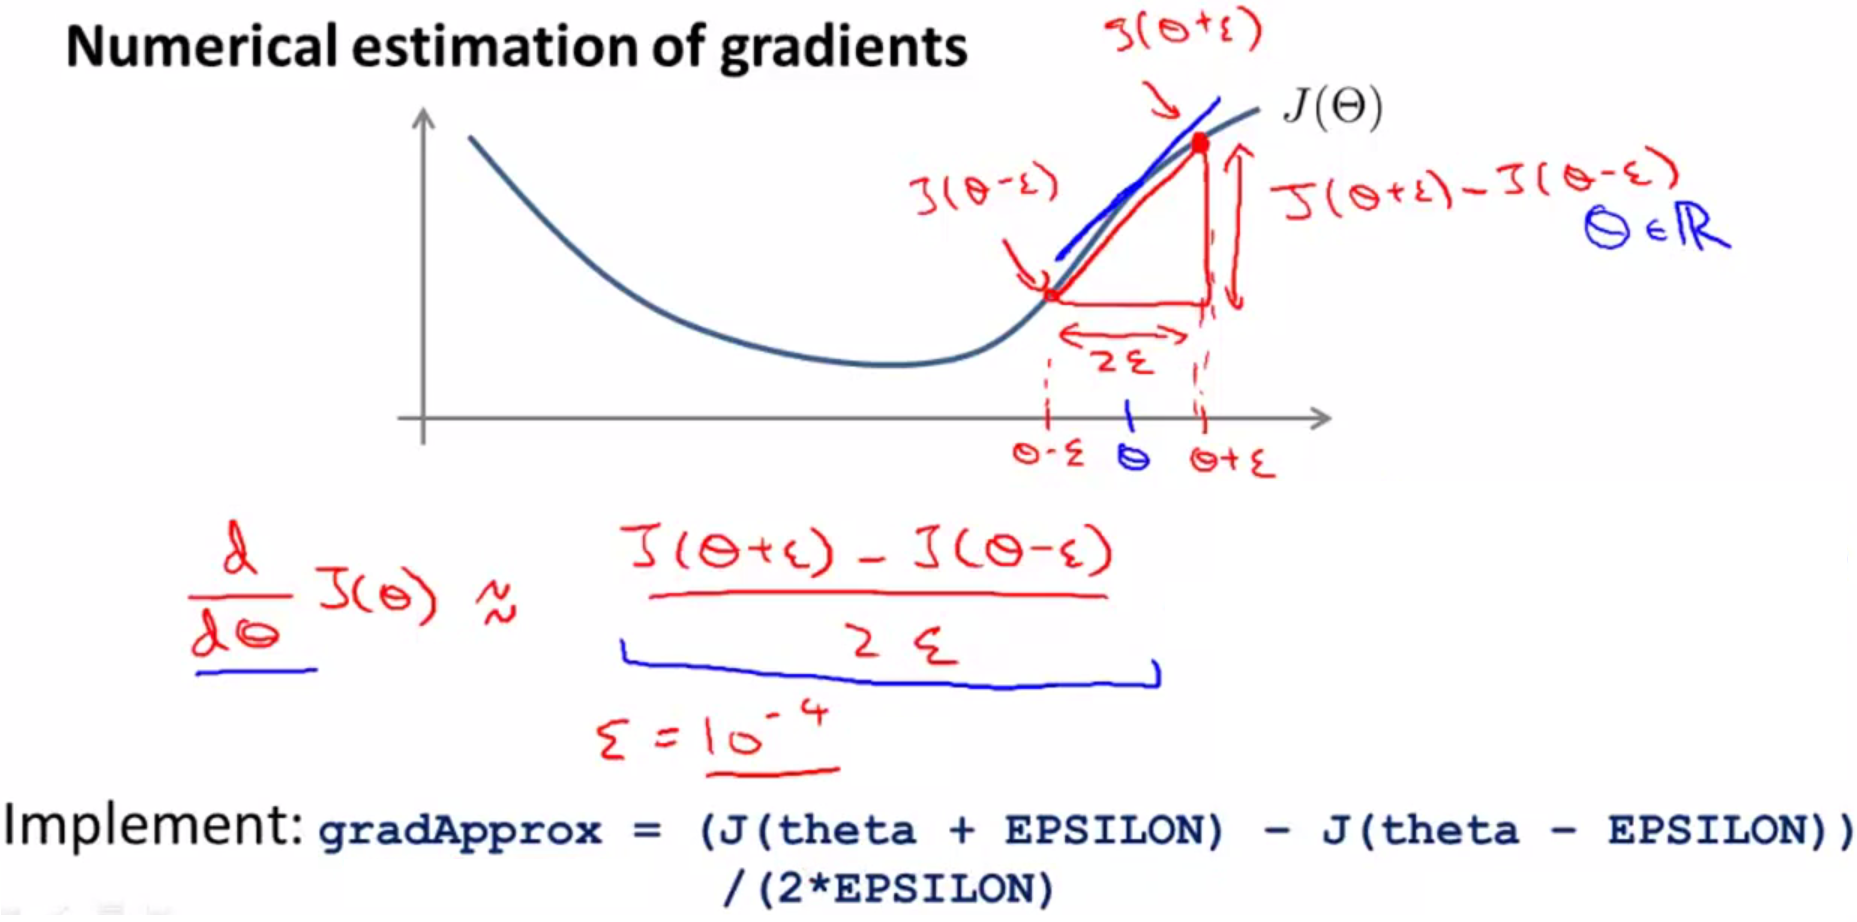 Numerical estimation of gradients
J(θ+ε)
J(Θ)
J(θ-ε)
J(θ+ε)-J(θ-ε)
θ ∈ ℝ
2ε
θ-ε θ θ+ε
d/dθ J(θ) ≈ J(θ+ε) - J(θ-ε) / 2ε
ε = 10^-4
Implement: gradApprox = (J(theta + EPSILON) - J(theta - EPSILON))
/(2*EPSILON)